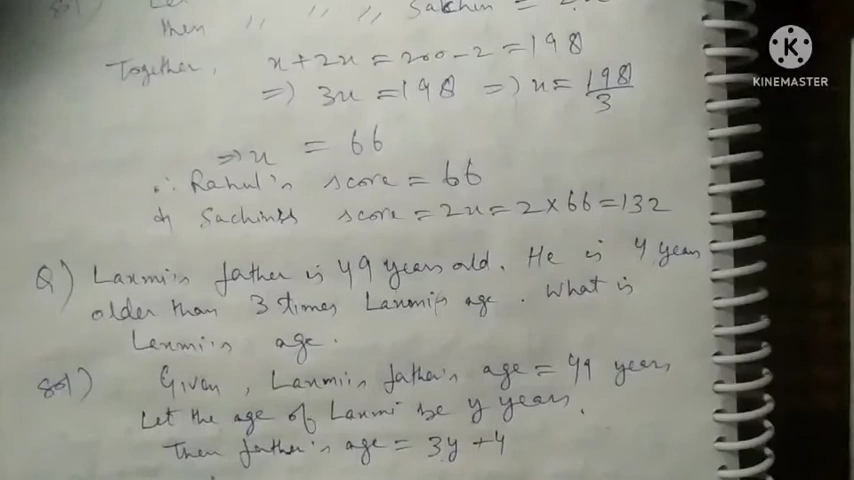 Sol)
then " " " Sachin = 2
Together, x+2x = 200-2 = 198
=> 3x = 198 => x = 198/3
=> x = 66
∴ Rahul's score = 66
& Sachin's score = 2x = 2×66 = 132
Q) Laxmi's father is 49 years old. He is 4 years
older than 3 times Laxmi's age. What is
Laxmi's age.
Sol) Given, Laxmi's father's age = 49 years
Let the age of Laxmi be y years.
Then father's age = 3y + 4
K
KINEMASTER